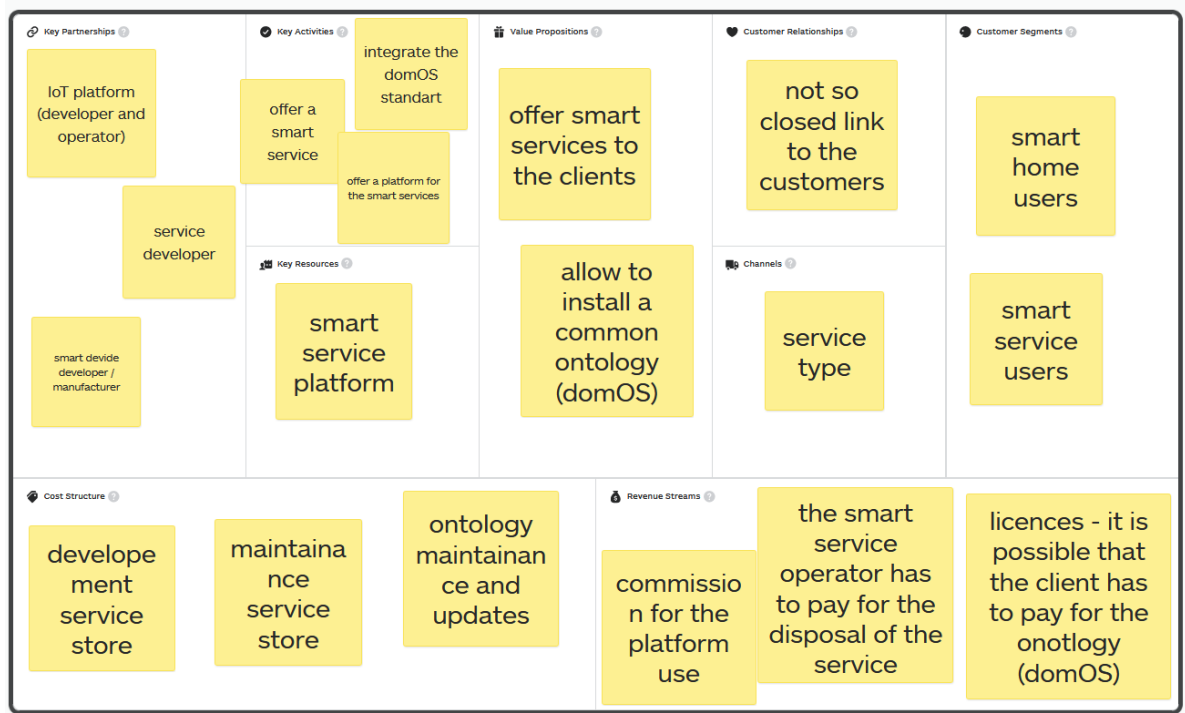 Key Partnerships
IoT platform
(developer and
operator)
service
developer
smart devide
developer /
manufacturer
Key Activities
integrate the
domOS
standart
offer a
smart
service
offer a platform for
the smart services
Key Resources
smart
service
platform
Value Propositions
offer smart
services to
the clients
allow to
install a
common
ontology
(domOS)
Customer Relationships
not so
closed link
to the
customers
Channels
service
type
Customer Segments
smart
home
users
smart
service
users
Cost Structure
develope
ment
service
store
maintaina
nce
service
store
ontology
maintainan
ce and
updates
Revenue Streams
commissio
n for the
platform
use
the smart
service
operator has
to pay for the
disposal of the
service
licences - it is
possible that
the client has
to pay for the
onotlogy
(domOS)